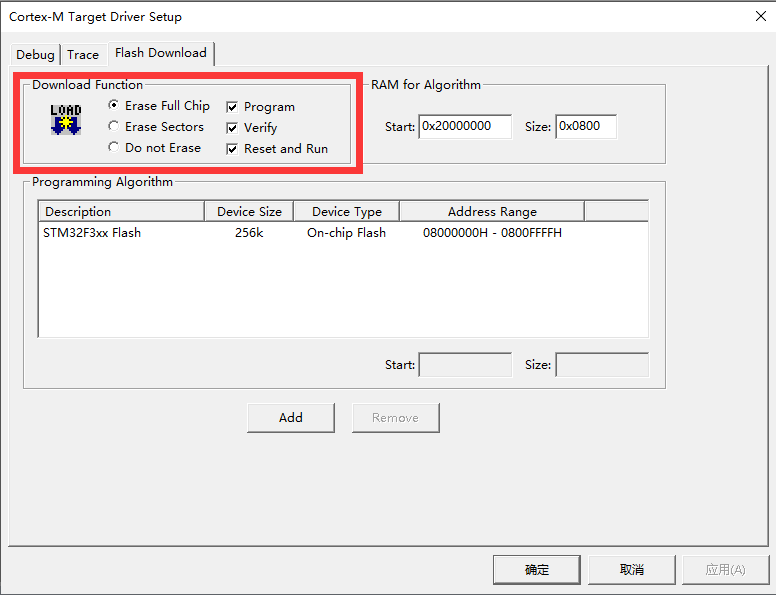 Cortex-M Target Driver Setup
Debug Trace Flash Download
Download Function
LOAD
Erase Full Chip
Erase Sectors
Do not Erase
Program
Verify
Reset and Run
RAM for Algorithm
Start: 0x20000000 Size: 0x0800
Programming Algorithm
Description Device Size Device Type Address Range
STM32F3xx Flash 256k On-chip Flash 08000000H - 0800FFFFH
Start: Size:
Add Remove
确定 取消 应用(A)